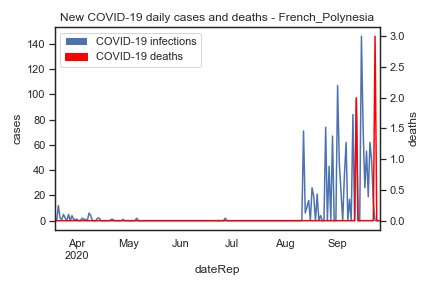 New COVID-19 daily cases and deaths - French_Polynesia
COVID-19 infections
COVID-19 deaths
140
120
100
80
60
40
20
0
cases
3.0
2.5
2.0
1.5
1.0
0.5
0.0
deaths
Apr May Jun Jul Aug Sep
2020
dateRep